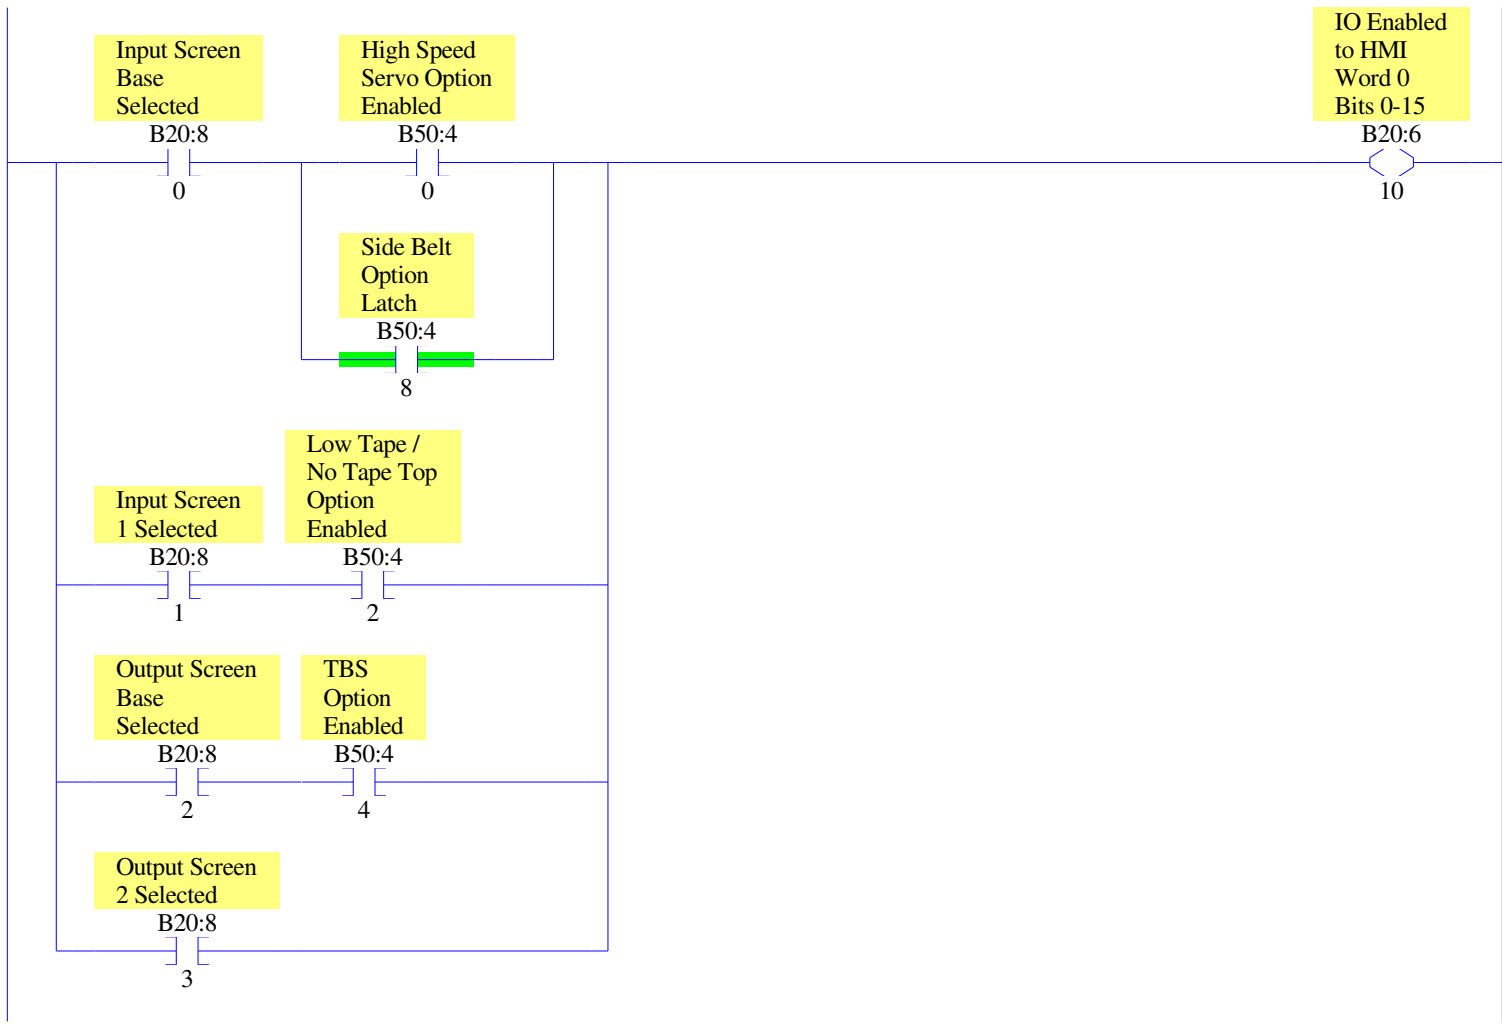 Input Screen
Base
Selected
B20:8
0
High Speed
Servo Option
Enabled
B50:4
0
IO Enabled
to HMI
Word 0
Bits 0-15
B20:6
10
Side Belt
Option
Latch
B50:4
8
Input Screen
1 Selected
B20:8
1
Low Tape /
No Tape Top
Option
Enabled
B50:4
2
Output Screen
Base
Selected
B20:8
2
TBS
Option
Enabled
B50:4
4
Output Screen
2 Selected
B20:8
3